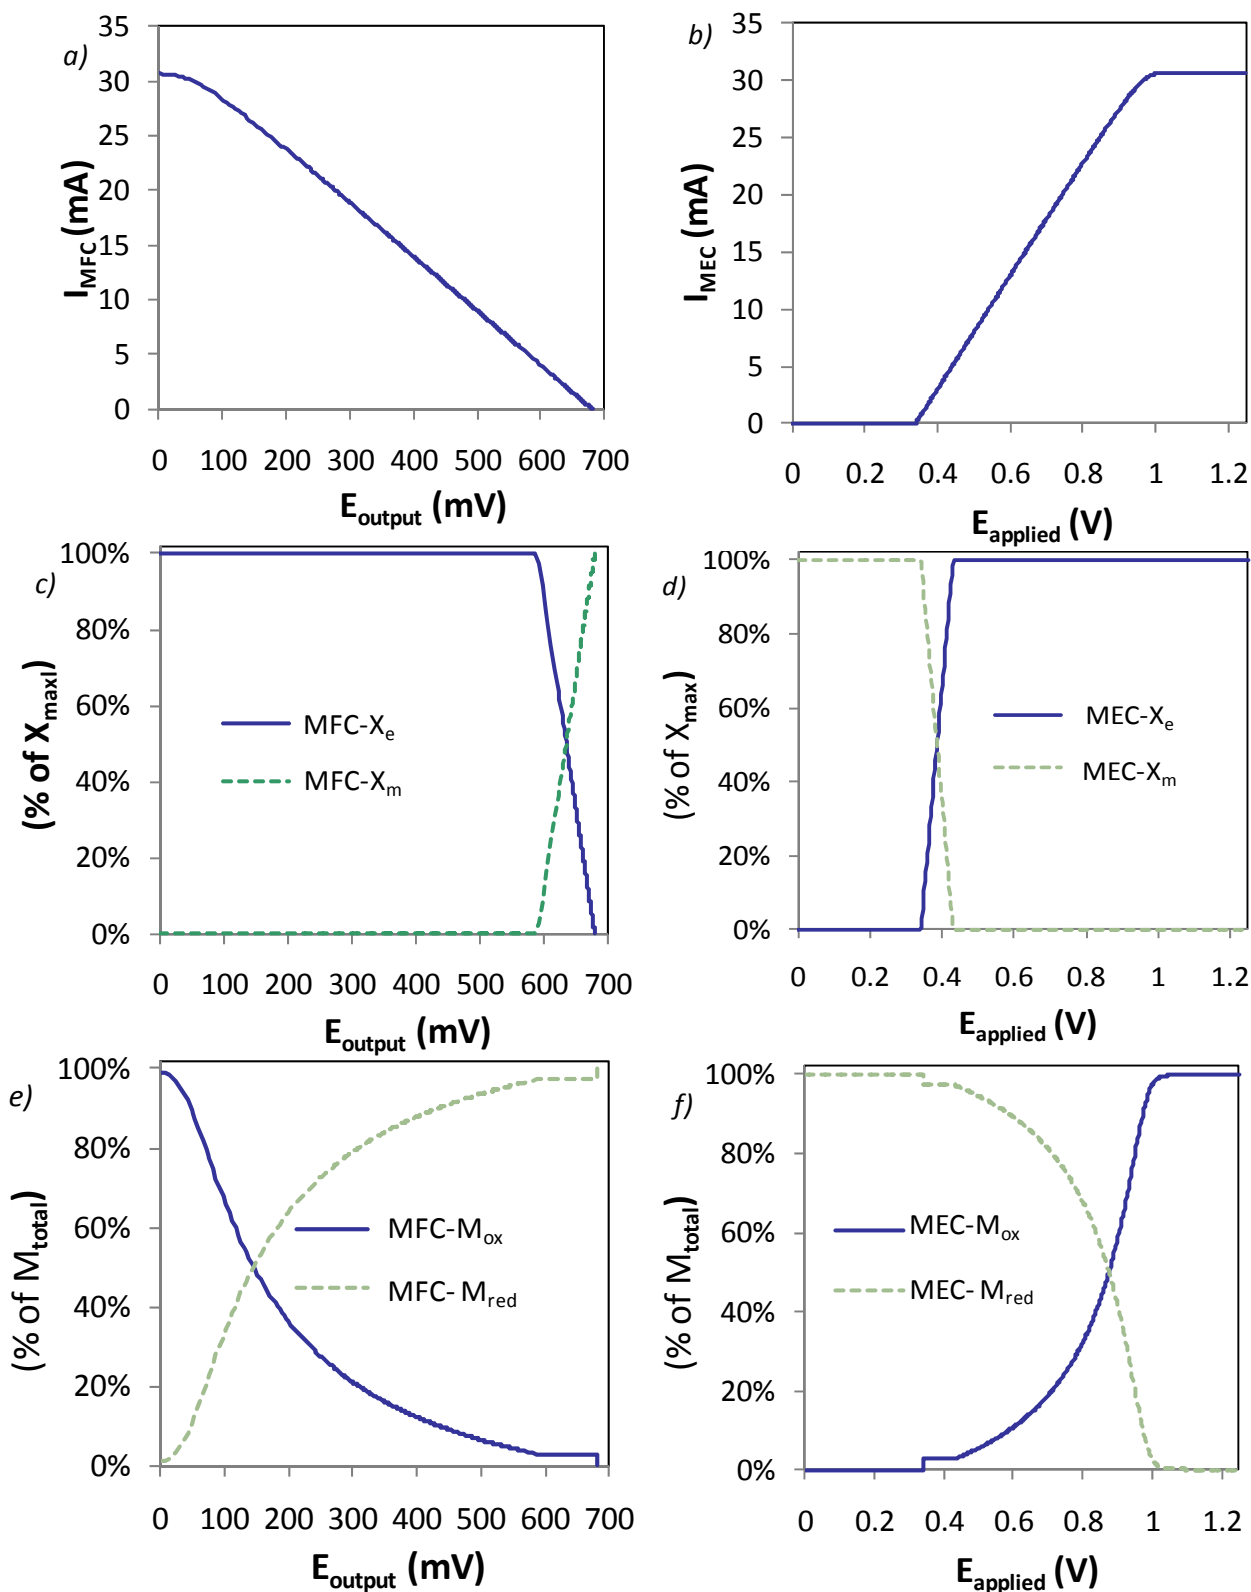 a)
35
30
25
20
15
10
5
0
I_MFC (mA)
0 100 200 300 400 500 600 700
E_output (mV)
b)
35
30
25
20
15
10
5
0
I_MEC (mA)
0 0.2 0.4 0.6 0.8 1 1.2
E_applied (V)
c)
100%
80%
60%
40%
20%
0%
(% of X_maxl)
MFC-X_e
MFC-X_m
0 100 200 300 400 500 600 700
E_output (mV)
d)
100%
80%
60%
40%
20%
0%
(% of X_max)
MEC-X_e
MEC-X_m
0 0.2 0.4 0.6 0.8 1 1.2
E_applied (V)
e)
100%
80%
60%
40%
20%
0%
(% of M_total)
MFC-M_ox
MFC- M_red
0 100 200 300 400 500 600 700
E_output (mV)
f)
100%
80%
60%
40%
20%
0%
(% of M_total)
MEC-M_ox
MEC- M_red
0 0.2 0.4 0.6 0.8 1 1.2
E_applied (V)